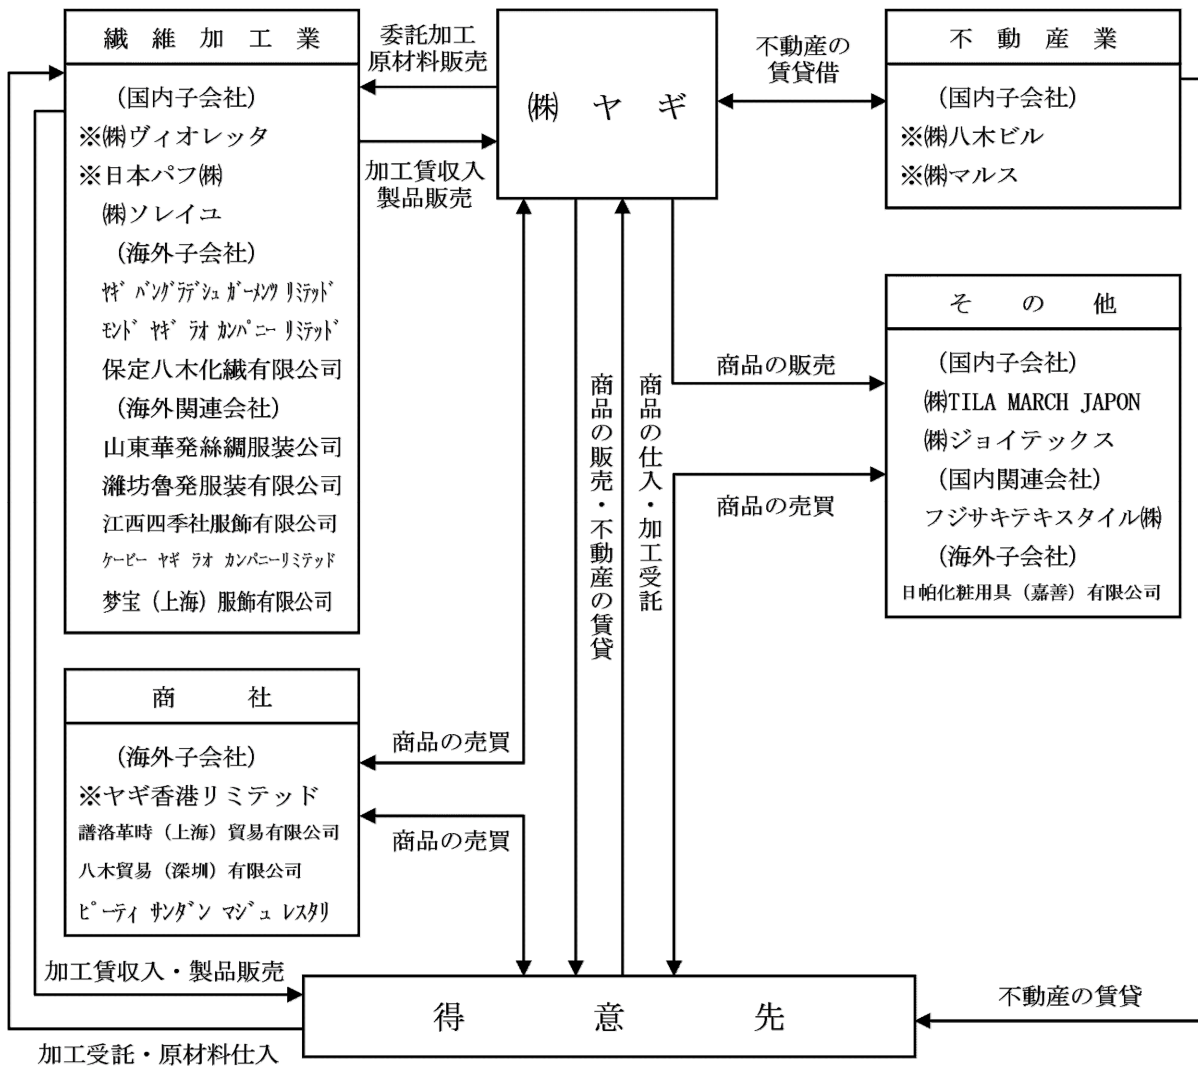 繊維加工業
（国内子会社）
※㈱ヴィオレッタ
※日本パフ㈱
㈱ソレイユ
（海外子会社）
ﾔｷﾞ ﾊﾞﾝｸﾞﾗﾃﾞｼｭ ｶﾞｰﾒﾝﾂ ﾘﾐﾃｯﾄﾞ
ﾓﾝﾄﾞ ﾔｷﾞ ﾗｵ ｶﾝﾊﾟﾆｰ ﾘﾐﾃｯﾄﾞ
保定八木化繊有限公司
（海外関連会社）
山東華発絲綢服装公司
濰坊魯発服装有限公司
江西四季社服飾有限公司
ケーピー ヤギ ラオ カンパニーリミテッド
梦宝（上海）服飾有限公司
委託加工
原材料販売
加工賃収入
製品販売
㈱ヤギ
不動産の
賃貸借
不動産業
（国内子会社）
※㈱八木ビル
※㈱マルス
その他
（国内子会社）
㈱TILA MARCH JAPON
㈱ジョイテックス
（国内関連会社）
フジサキテキスタイル㈱
（海外子会社）
日帕化粧用具（嘉善）有限公司
商品の販売
商品の売買
商品の販売・不動産の賃貸
商品の仕入・加工受託
商社
（海外子会社）
※ヤギ香港リミテッド
譜洛革時（上海）貿易有限公司
八木貿易（深圳）有限公司
ﾋﾟｰﾃｨ ｻﾝﾀﾞﾝ ﾏｼﾞｭ ﾚｽﾀﾘ
商品の売買
商品の売買
加工賃収入・製品販売
加工受託・原材料仕入
得意先
不動産の賃貸